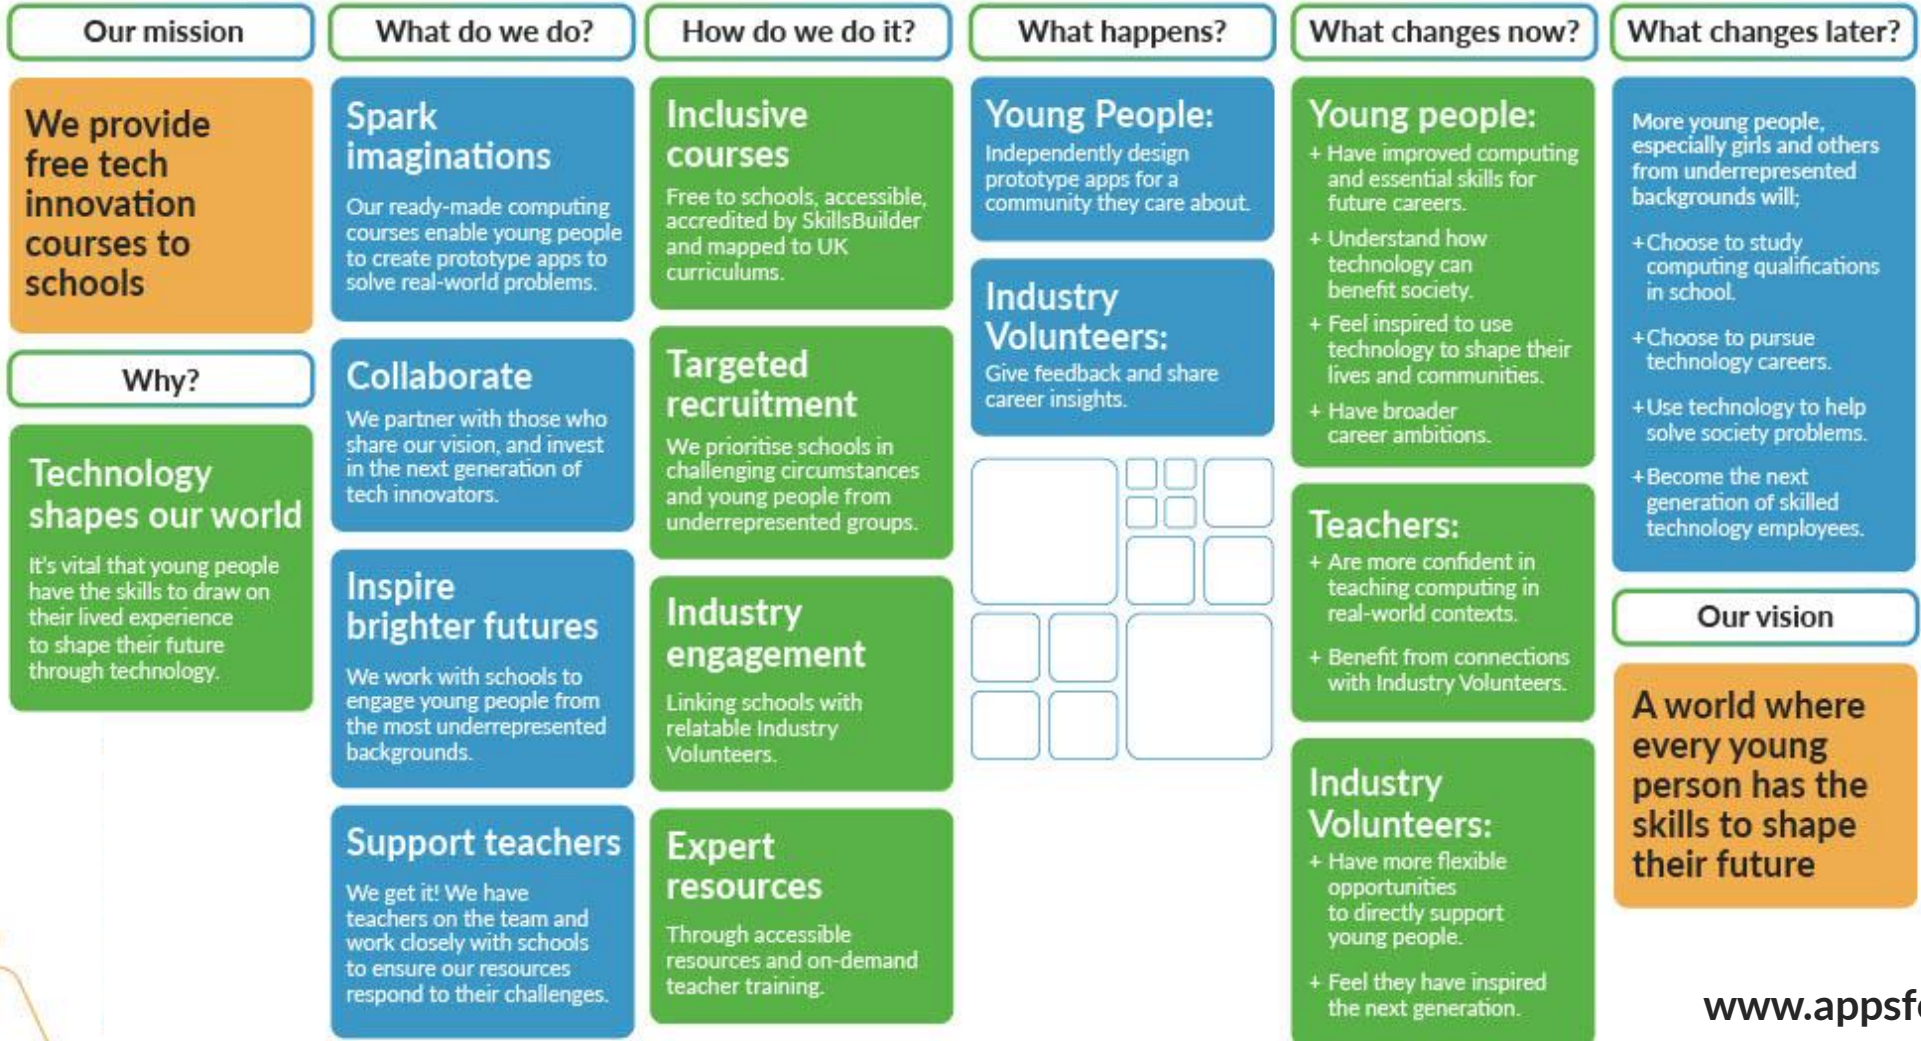 Our mission
We provide
free tech
innovation
courses to
schools
Why?
Technology
shapes our world
It's vital that young people
have the skills to draw on
their lived experience
to shape their future
through technology.
What do we do?
Spark
imaginations
Our ready-made computing
courses enable young people
to create prototype apps to
solve real-world problems.
Collaborate
We partner with those who
share our vision, and invest
in the next generation of
tech innovators.
Inspire
brighter futures
We work with schools to
engage young people from
the most underrepresented
backgrounds.
Support teachers
We get it! We have
teachers on the team and
work closely with schools
to ensure our resources
respond to their challenges.
How do we do it?
Inclusive
courses
Free to schools, accessible,
accredited by SkillsBuilder
and mapped to UK
curriculums.
Targeted
recruitment
We prioritise schools in
challenging circumstances
and young people from
underrepresented groups.
Industry
engagement
Linking schools with
relatable Industry
Volunteers.
Expert
resources
Through accessible
resources and on-demand
teacher training.
What happens?
Young People:
Independently design
prototype apps for a
community they care about.
Industry
Volunteers:
Give feedback and share
career insights.
What changes now?
Young people:
+ Have improved computing
and essential skills for
future careers.
+ Understand how
technology can
benefit society.
+ Feel inspired to use
technology to shape their
lives and communities.
+ Have broader
career ambitions.
Teachers:
+ Are more confident in
teaching computing in
real-world contexts.
+ Benefit from connections
with Industry Volunteers.
Industry
Volunteers:
+ Have more flexible
opportunities
to directly support
young people.
+ Feel they have inspired
the next generation.
What changes later?
More young people,
especially girls and others
from underrepresented
backgrounds will;
+Choose to study
computing qualifications
in school.
+Choose to pursue
technology careers.
+Use technology to help
solve society problems.
+Become the next
generation of skilled
technology employees.
Our vision
A world where
every young
person has the
skills to shape
their future